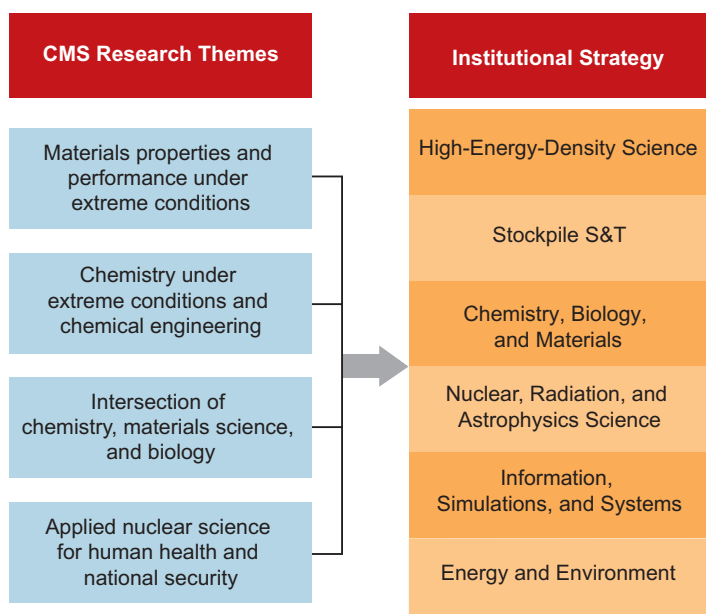 CMS Research Themes
Materials properties and
performance under
extreme conditions
Chemistry under
extreme conditions and
chemical engineering
Intersection of
chemistry, materials science,
and biology
Applied nuclear science
for human health and
national security
Institutional Strategy
High-Energy-Density Science
Stockpile S&T
Chemistry, Biology,
and Materials
Nuclear, Radiation, and
Astrophysics Science
Information,
Simulations, and Systems
Energy and Environment